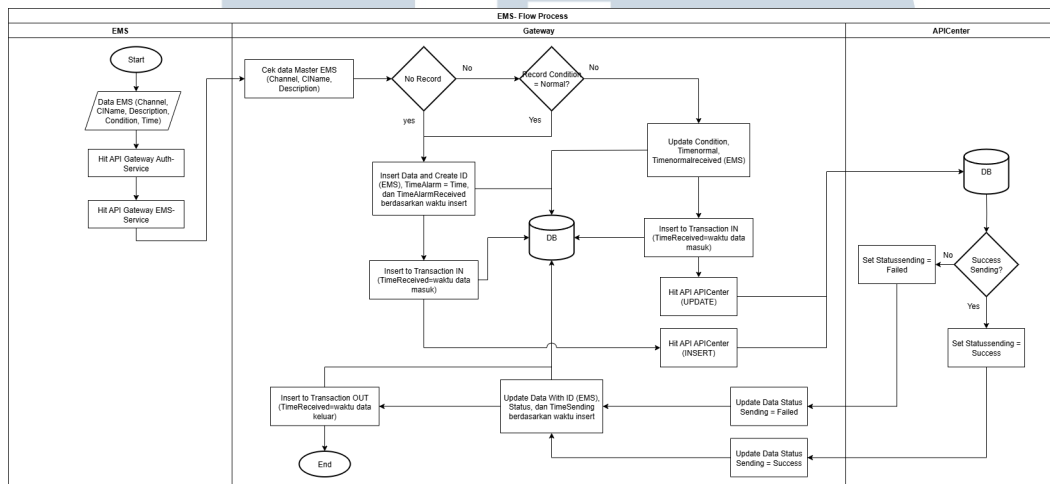 EMS- Flow Process
EMS
Gateway
APICenter
Start
Data EMS (Channel,
CIName, Description,
Condition, Time)
Hit API Gateway Auth-
Service
Hit API Gateway EMS-
Service
Cek data Master EMS
(Channel, CIName,
Description)
No Record
No
yes
Record Condition
= Normal?
No
Yes
Insert Data and Create ID
(EMS), TimeAlarm = Time,
dan TimeAlarmReceived
berdasarkan waktu insert
Update Condition,
Timenormal,
Timenormalreceived (EMS)
DB
Insert to Transaction IN
(TimeReceived=waktu data
masuk)
Insert to Transaction IN
(TimeReceived=waktu data
masuk)
Hit API APICenter
(UPDATE)
Hit API APICenter
(INSERT)
DB
Success
Sending?
No
Yes
Set Statussending =
Failed
Set Statussending =
Success
Insert to Transaction OUT
(TimeReceived=waktu data
keluar)
Update Data With ID (EMS),
Status, dan TimeSending
berdasarkan waktu insert
Update Data Status
Sending = Failed
Update Data Status
Sending = Success
End